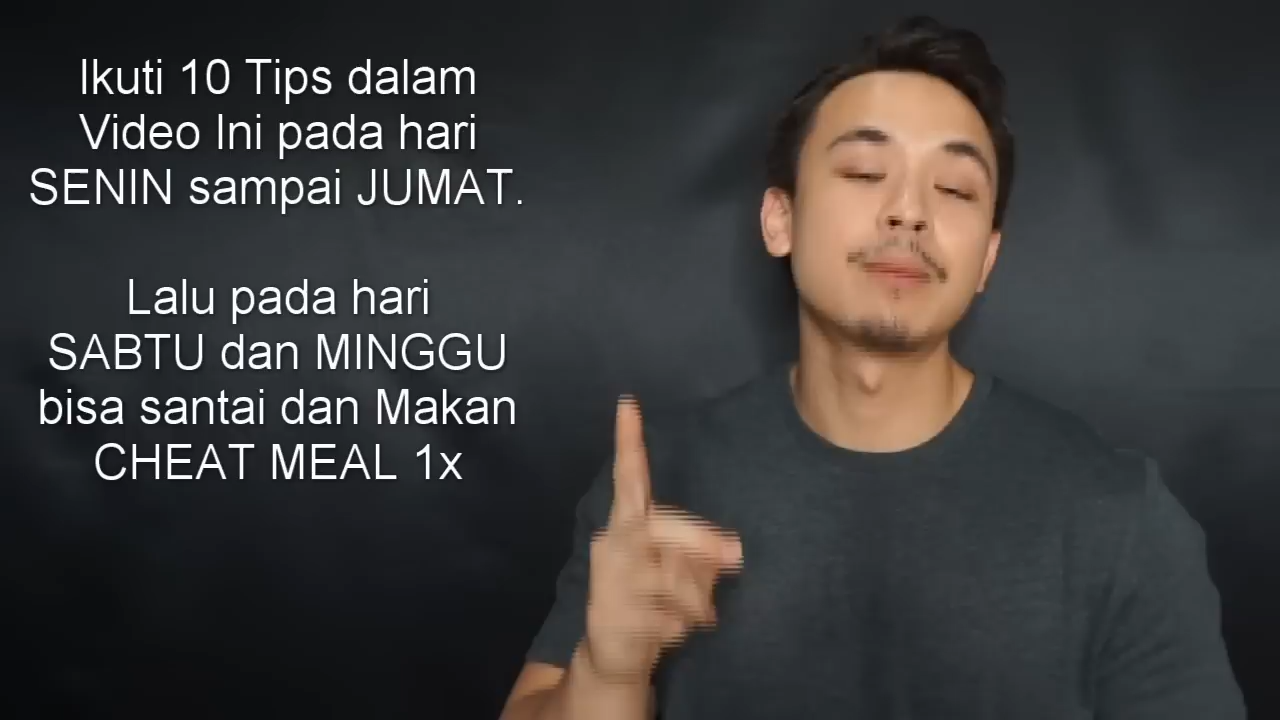 Ikuti 10 Tips dalam
Video Ini pada hari
SENIN sampai JUMAT.
Lalu pada hari
SABTU dan MINGGU
bisa santai dan Makan
CHEAT MEAL 1x